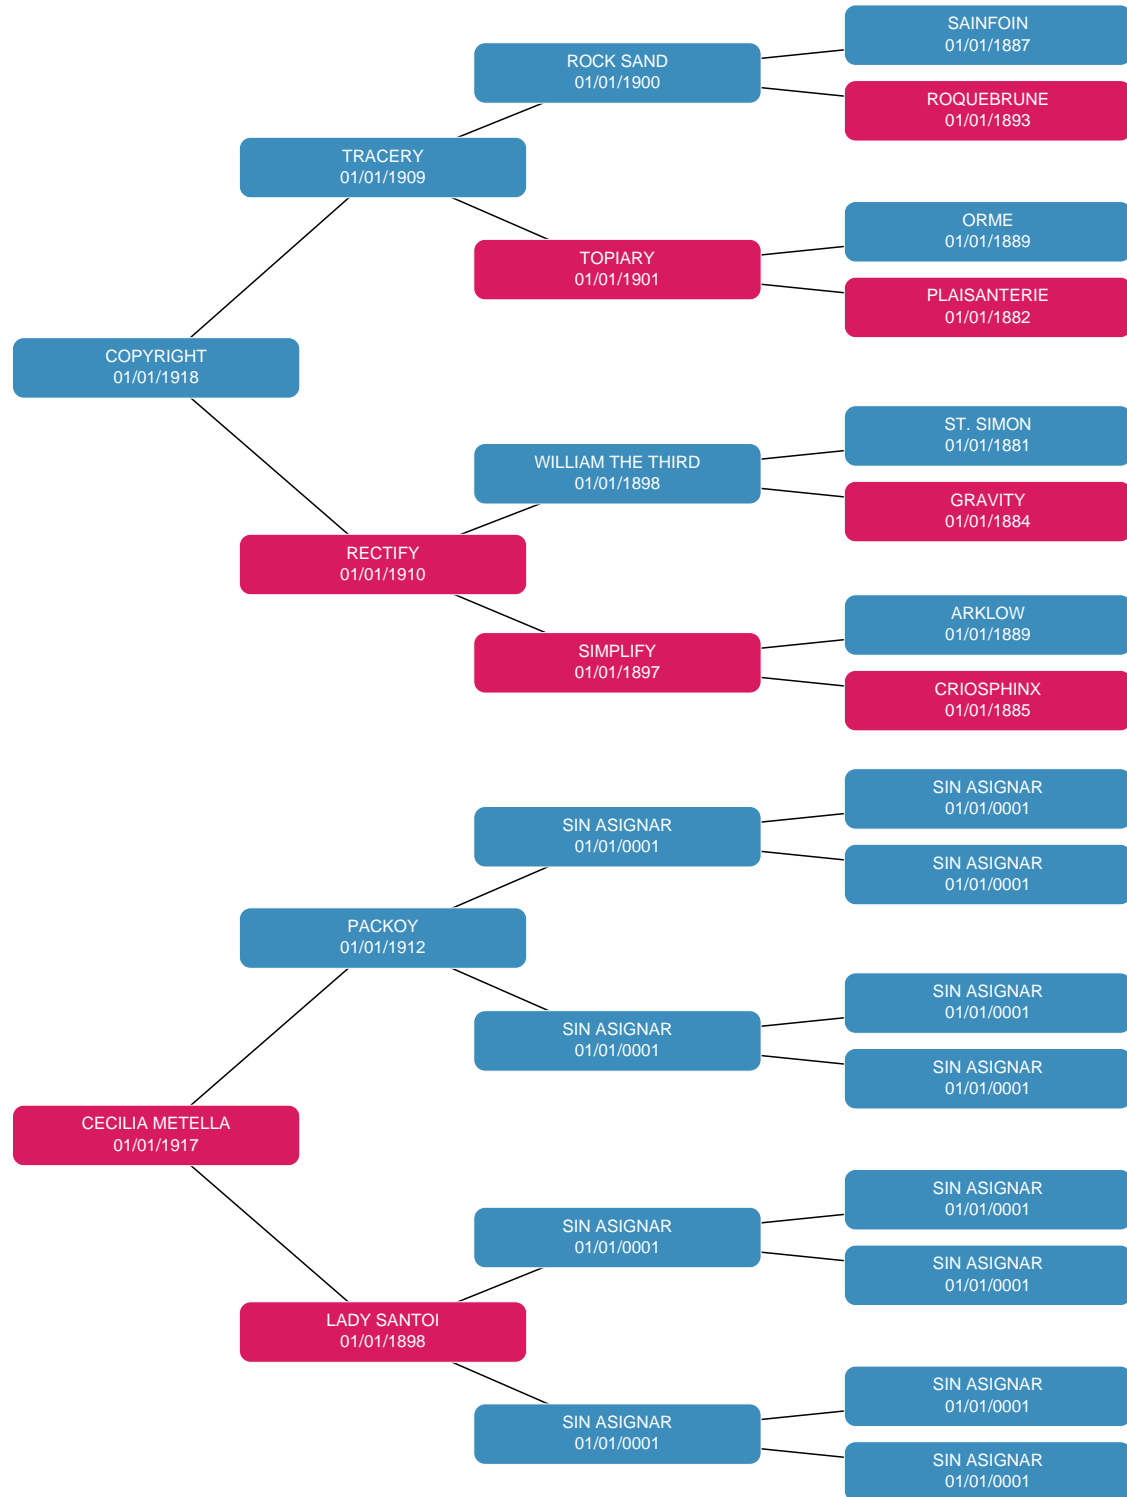 SAINFOIN
01/01/1887
ROCK SAND
01/01/1900
ROQUEBRUNE
01/01/1893
TRACERY
01/01/1909
ORME
01/01/1889
TOPIARY
01/01/1901
PLAISANTERIE
01/01/1882
COPYRIGHT
01/01/1918
ST. SIMON
01/01/1881
WILLIAM THE THIRD
01/01/1898
GRAVITY
01/01/1884
RECTIFY
01/01/1910
ARKLOW
01/01/1889
SIMPLIFY
01/01/1897
CRIOSPHINX
01/01/1885
SIN ASIGNAR
01/01/0001
SIN ASIGNAR
01/01/0001
SIN ASIGNAR
01/01/0001
PACKOY
01/01/1912
SIN ASIGNAR
01/01/0001
SIN ASIGNAR
01/01/0001
SIN ASIGNAR
01/01/0001
CECILIA METELLA
01/01/1917
SIN ASIGNAR
01/01/0001
SIN ASIGNAR
01/01/0001
SIN ASIGNAR
01/01/0001
LADY SANTOI
01/01/1898
SIN ASIGNAR
01/01/0001
SIN ASIGNAR
01/01/0001
SIN ASIGNAR
01/01/0001